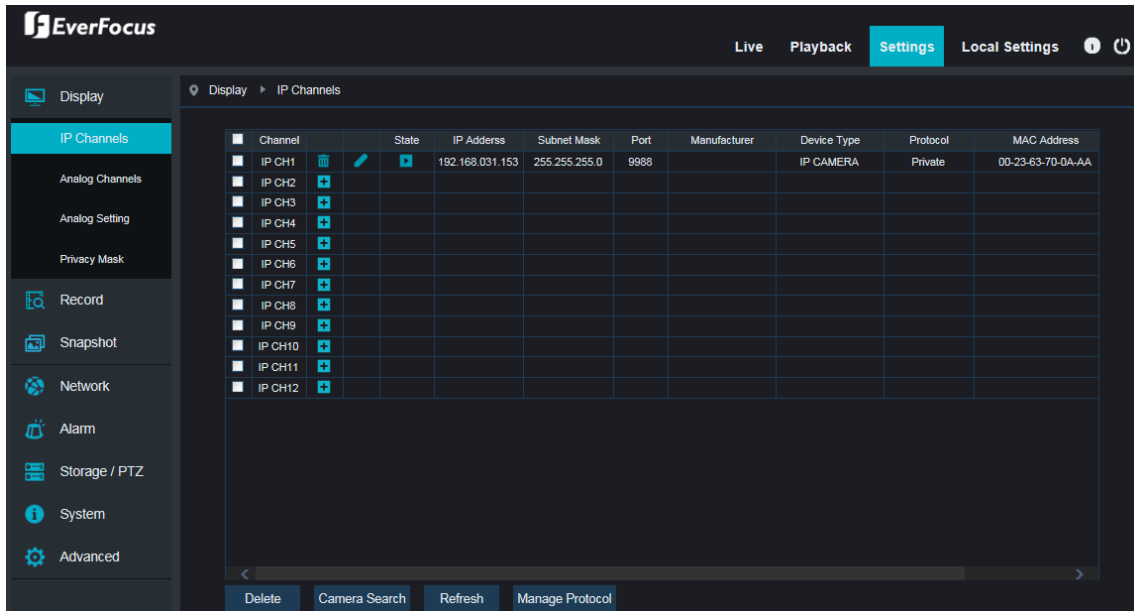 EverFocus
Live Playback Settings Local Settings
Display
IP Channels
Analog Channels
Analog Setting
Privacy Mask
Record
Snapshot
Network
Alarm
Storage / PTZ
System
Advanced
Display IP Channels
Channel State IP Adderss Subnet Mask Port Manufacturer Device Type Protocol MAC Address
IP CH1 192.168.031.153 255.255.255.0 9988 IP CAMERA Private 00-23-63-70-0A-AA
IP CH2
IP CH3
IP CH4
IP CH5
IP CH6
IP CH7
IP CH8
IP CH9
IP CH10
IP CH11
IP CH12
Delete Camera Search Refresh Manage Protocol